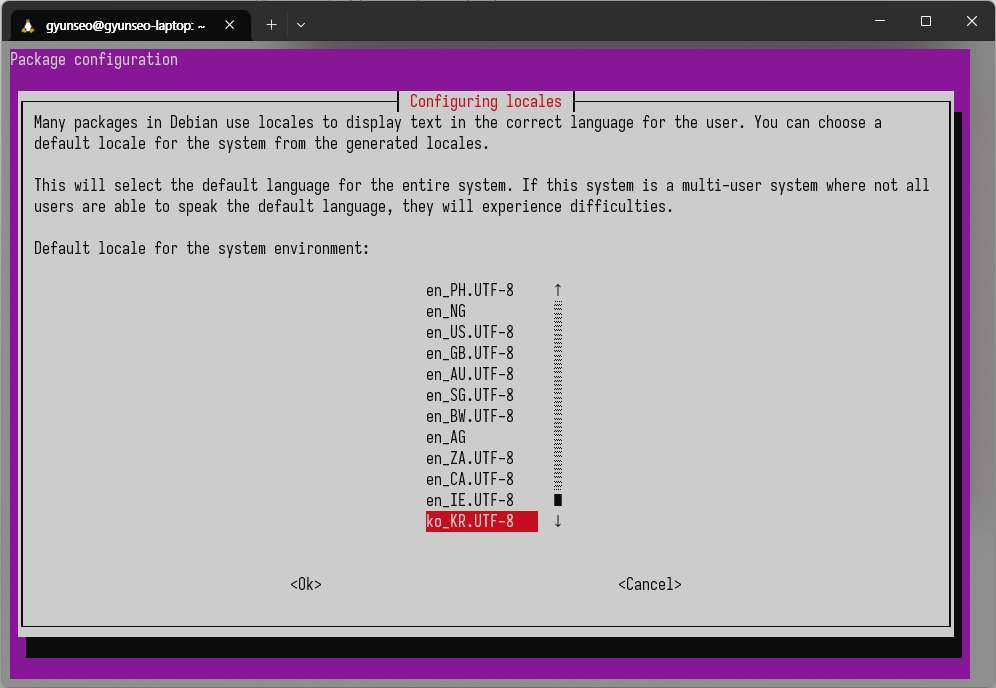 gyunseo@gyunseo-laptop: ~
Package configuration
Configuring locales
Many packages in Debian use locales to display text in the correct language for the user. You can choose a
default locale for the system from the generated locales.
This will select the default language for the entire system. If this system is a multi-user system where not all
users are able to speak the default language, they will experience difficulties.
Default locale for the system environment:
en_PH.UTF-8
en_NG
en_US.UTF-8
en_GB.UTF-8
en_AU.UTF-8
en_SG.UTF-8
en_BW.UTF-8
en_AG
en_ZA.UTF-8
en_CA.UTF-8
en_IE.UTF-8
ko_KR.UTF-8
<Ok> <Cancel>